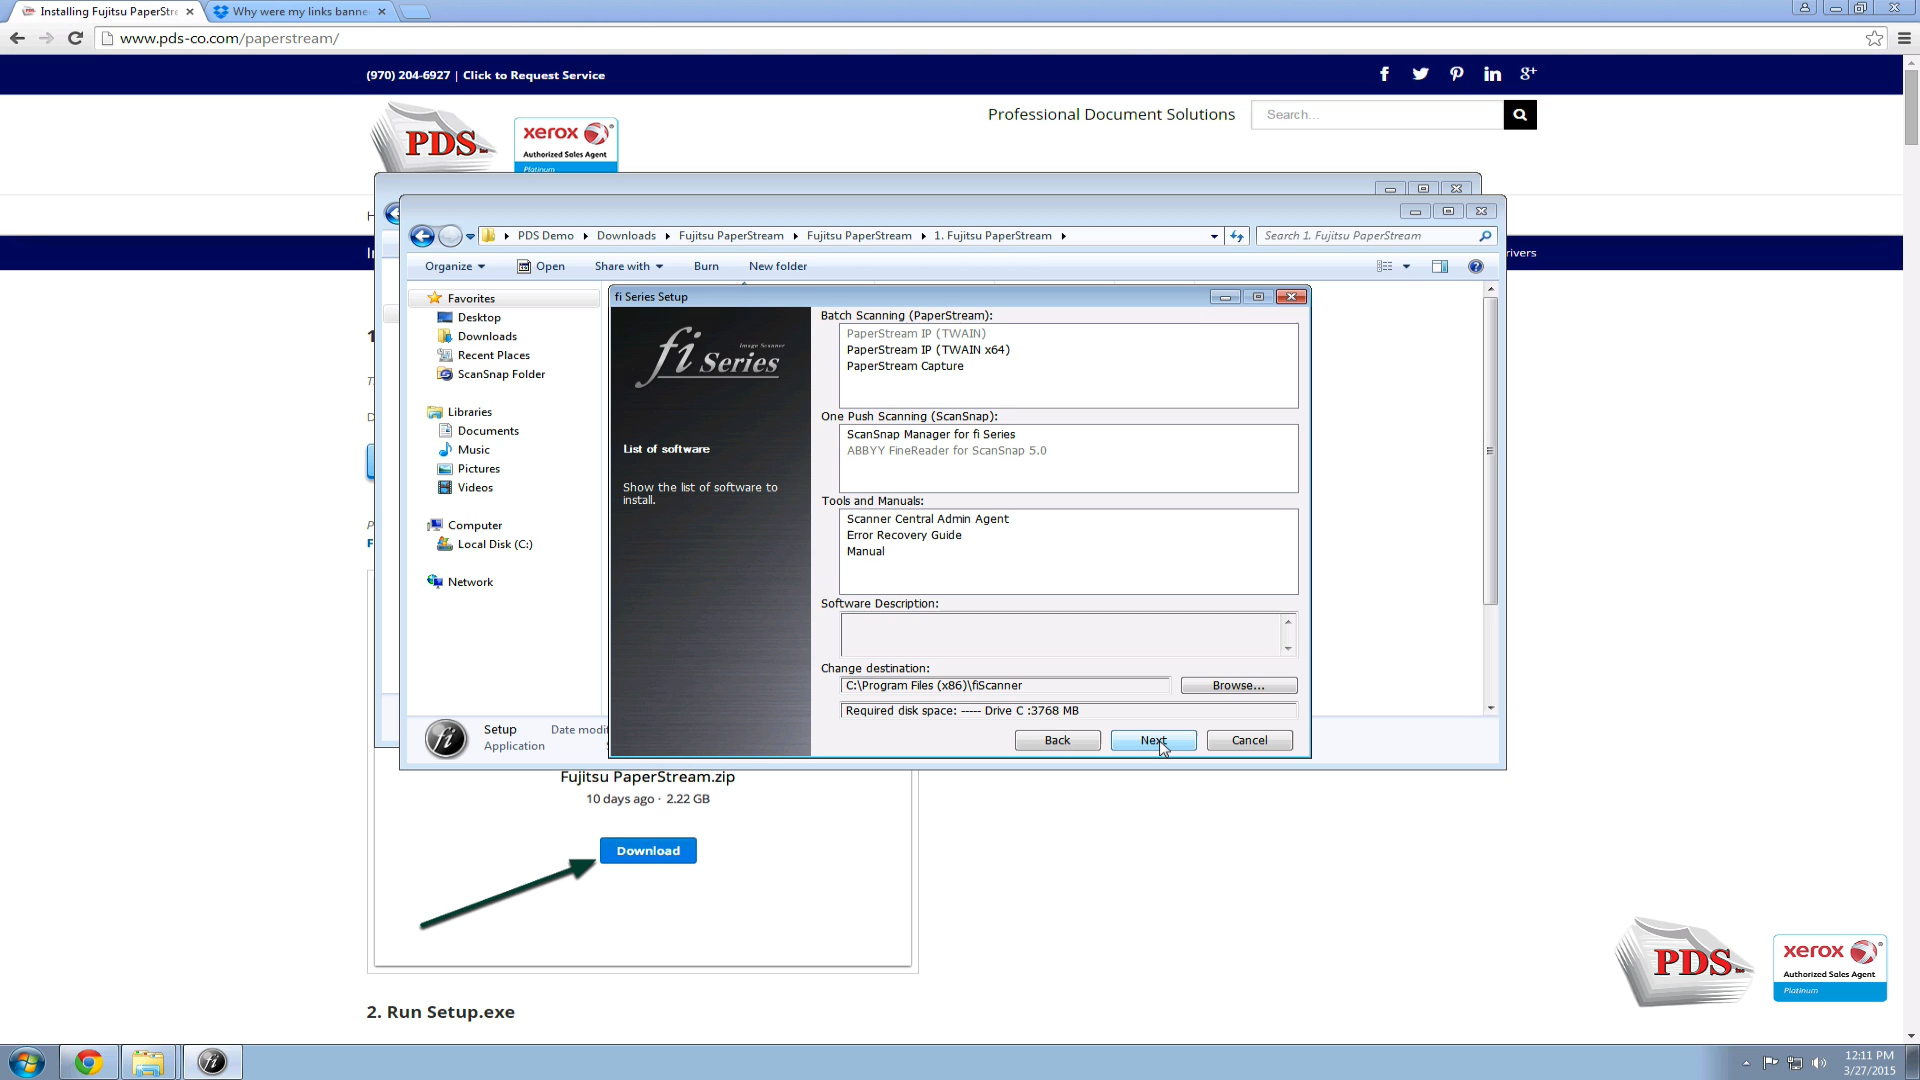 Installing Fujitsu PaperStre
Why were my links banne
www.pds-co.com/paperstream/
(970) 204-6927 | Click to Request Service
PDS
xerox
Authorized Sales Agent
Platinum
Professional Document Solutions
Search...
PDS Demo
Downloads
Fujitsu PaperStream
Fujitsu PaperStream
1. Fujitsu PaperStream
Search 1. Fujitsu PaperStream
rivers
Organize
Open
Share with
Burn
New folder
Favorites
Desktop
Downloads
Recent Places
ScanSnap Folder
Libraries
Documents
Music
Pictures
Videos
Computer
Local Disk (C:)
Network
Setup
Date modif
Application
fi Series Setup
fi Series
Image Scanner
List of software
Show the list of software to
install.
Batch Scanning (PaperStream):
PaperStream IP (TWAIN)
PaperStream IP (TWAIN x64)
PaperStream Capture
One Push Scanning (ScanSnap):
ScanSnap Manager for fi Series
ABBYY FineReader for ScanSnap 5.0
Tools and Manuals:
Scanner Central Admin Agent
Error Recovery Guide
Manual
Software Description:
Change destination:
C:\Program Files (x86)\fiScanner
Browse...
Required disk space: ----- Drive C :3768 MB
Back
Next
Cancel
Fujitsu PaperStream.zip
10 days ago · 2.22 GB
Download
2. Run Setup.exe
PDS Inc
xerox
Authorized Sales Agent
Platinum
12:11 PM
3/27/2015